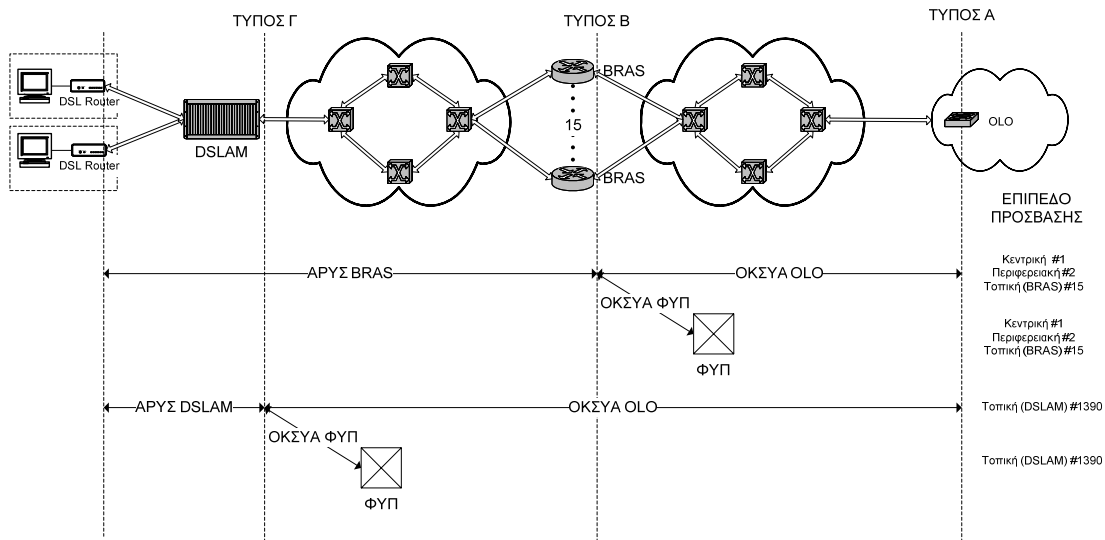 ΤΥΠΟΣ Γ
ΤΥΠΟΣ Β
ΤΥΠΟΣ Α
BRAS
DSL Router
15
OLO
DSL Router
DSLAM
BRAS
ΕΠΙΠΕΔΟ
ΠΡΟΣΒΑΣΗΣ
ΑΡΥΣ BRAS
ΟΚΣΥΑ OLO
Κεντρική #1
Περιφερειακή #2
Τοπική (BRAS) #15
ΟΚΣΥΑ ΦΥΠ
ΦΥΠ
Κεντρική #1
Περιφερειακή #2
Τοπική (BRAS) #15
ΑΡΥΣ DSLAM
ΟΚΣΥΑ OLO
Τοπική (DSLAM) #1390
ΟΚΣΥΑ ΦΥΠ
ΦΥΠ
Τοπική (DSLAM) #1390